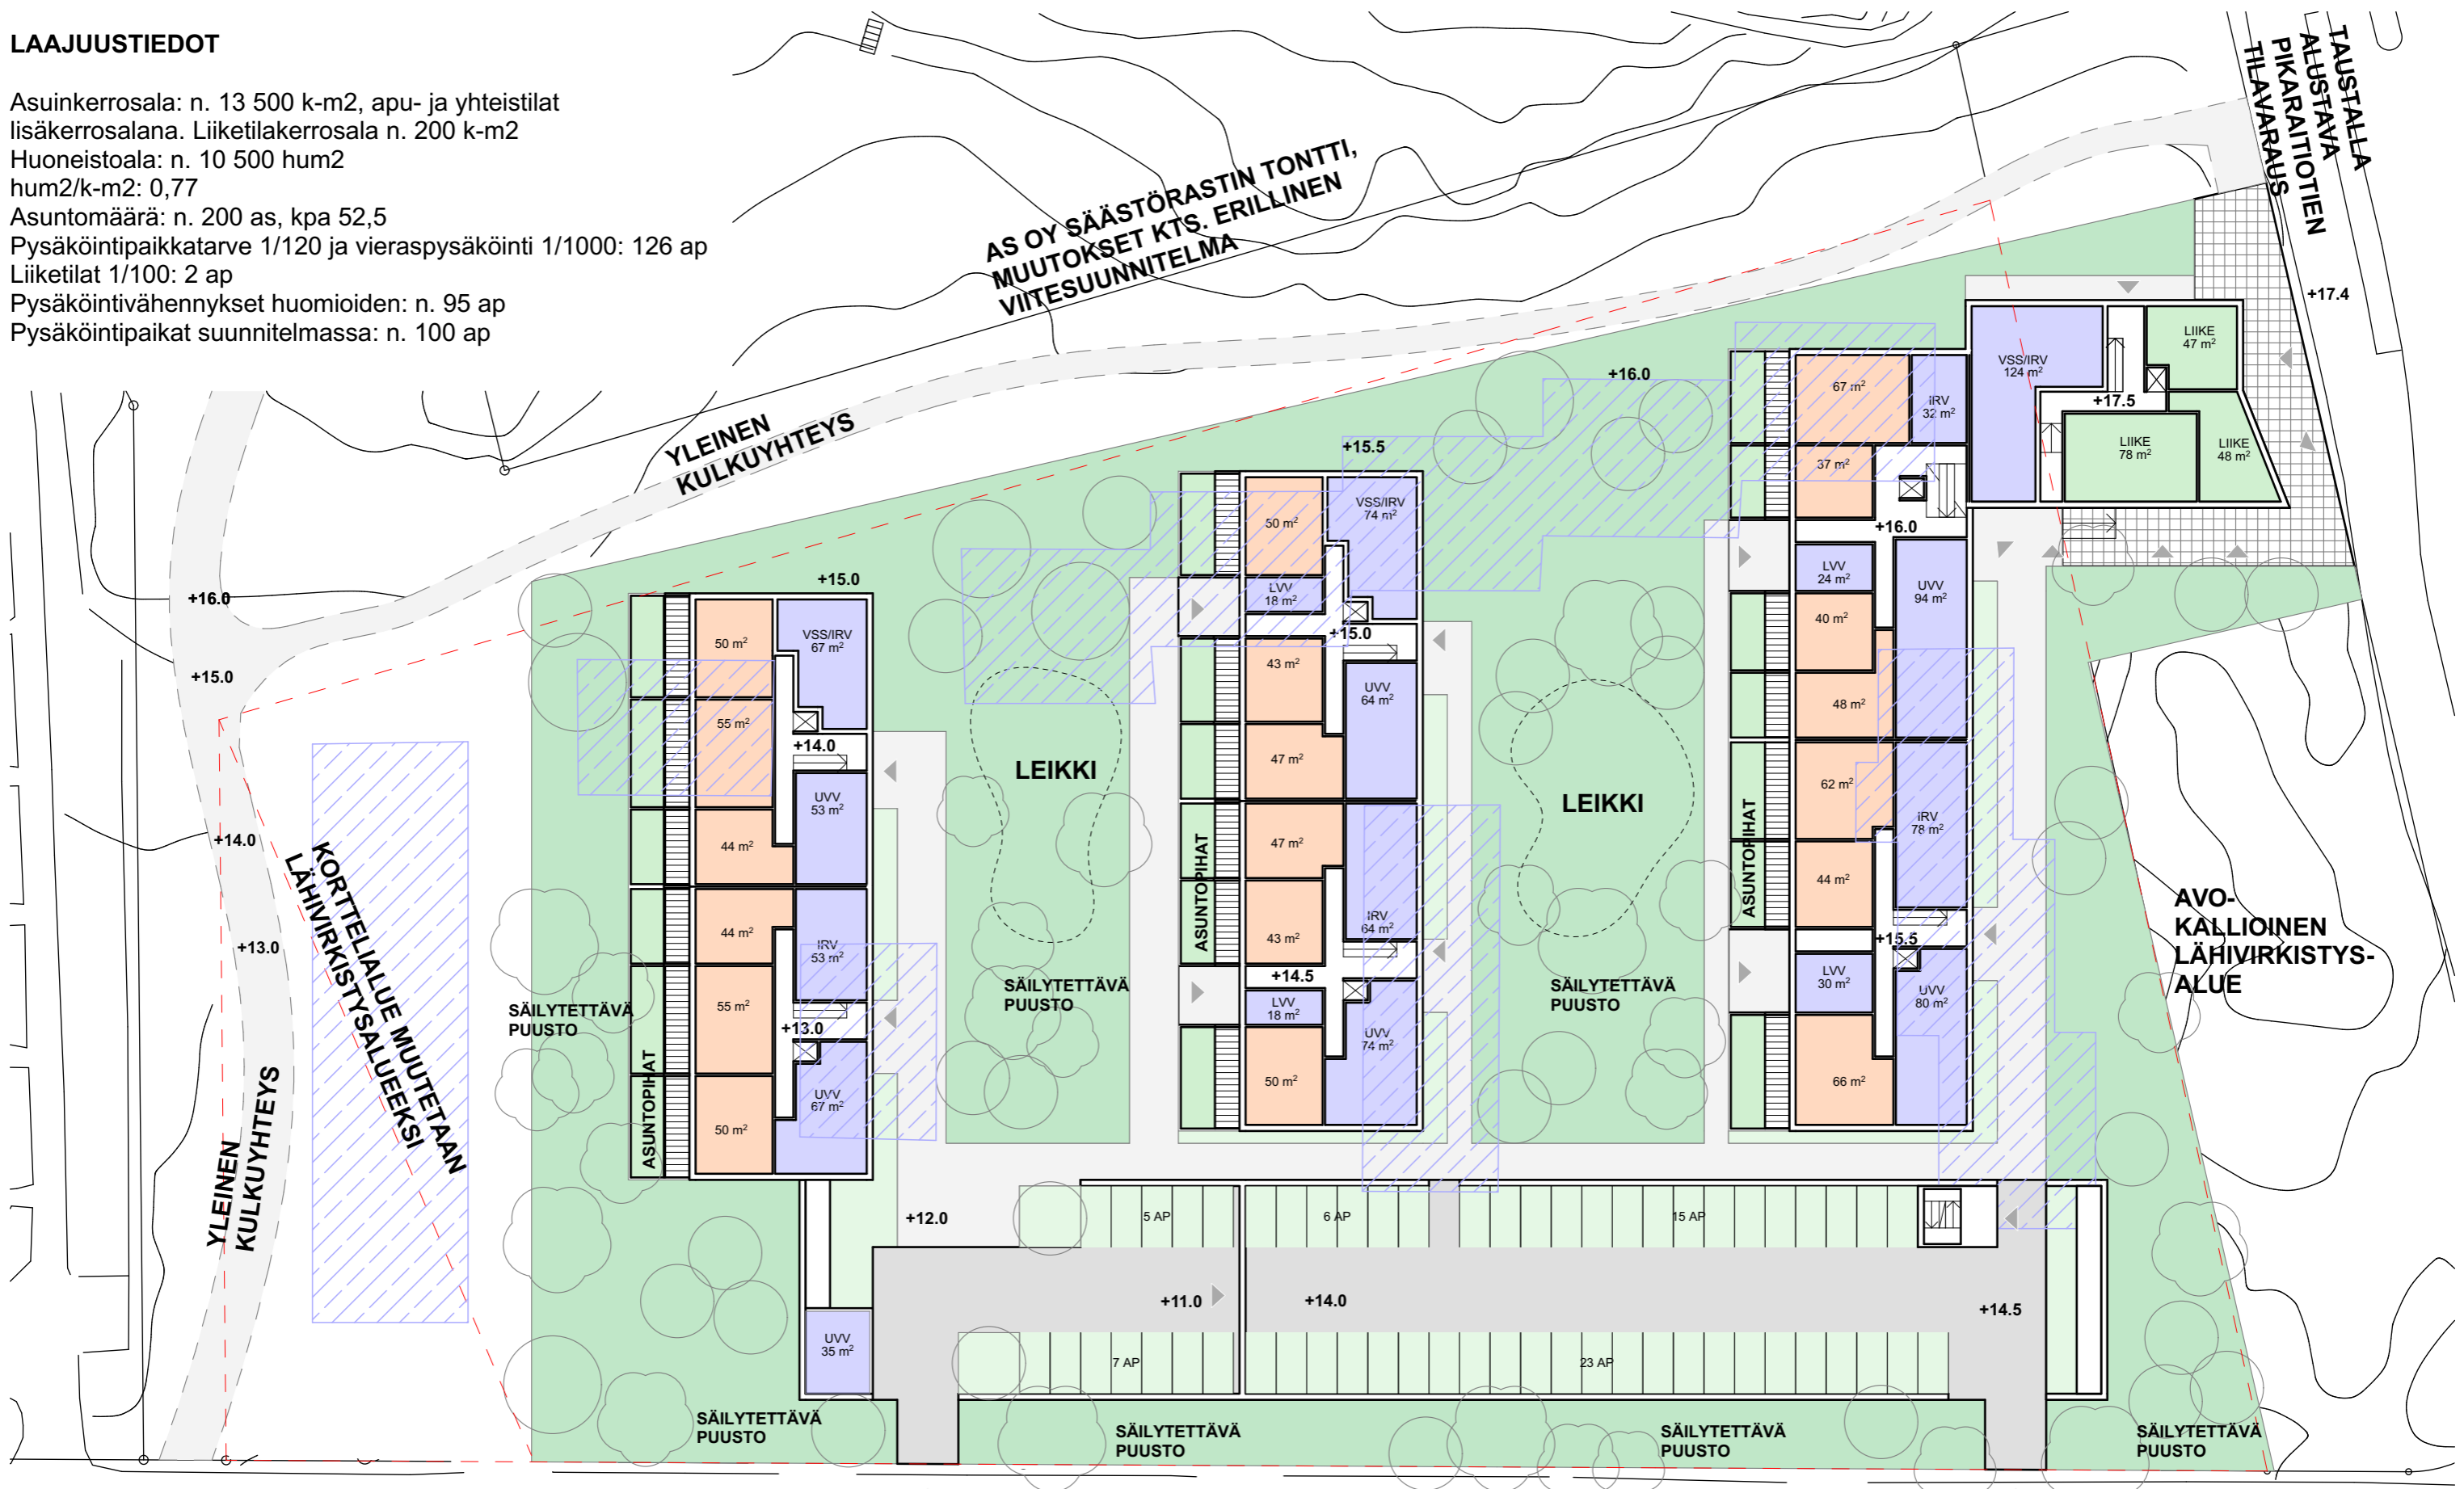 LAAJUUSTIEDOT
Asuinkerrosala: n. 13 500 k-m2, apu- ja yhteistilat
lisäkerrosalana. Liiketilakerrosala n. 200 k-m2
Huoneistoala: n. 10 500 hum2
hum2/k-m2: 0,77
Asuntomäärä: n. 200 as, kpa 52,5
Pysäköintipaikkatarve 1/120 ja vieraspysäköinti 1/1000: 126 ap
Liiketilat 1/100: 2 ap
Pysäköintivähennykset huomioiden: n. 95 ap
Pysäköintipaikat suunnitelmassa: n. 100 ap
AS OY SÄÄSTÖRASTIN TONTTI,
MUUTOKSET KTS. ERILLINEN
VIITESUUNNITELMA
TAUSTALLA
ALUSTAVA
PIKARAITIOTIEN
TILAVARAUS
+17.4
YLEINEN
KULKUYHTEYS
+16.0
+15.0
+14.0
+13.0
KORTTELIALUE MUUTETAAN
LÄHIVIRKISTYSALUEEKSI
YLEINEN
KULKUYHTEYS
+15.0
50 m²
VSS/IRV
67 m²
55 m²
+14.0
UVV
53 m²
44 m²
44 m²
IRV
53 m²
55 m²
+13.0
UVV
67 m²
50 m²
ASUNTOPIHAT
SÄILYTETTÄVÄ
PUUSTO
LEIKKI
SÄILYTETTÄVÄ
PUUSTO
+15.5
50 m²
VSS/IRV
74 m²
LVV
18 m²
+15.0
43 m²
UVV
64 m²
47 m²
47 m²
ASUNTOPIHAT
43 m²
IRV
64 m²
+14.5
LVV
18 m²
UVV
74 m²
50 m²
LEIKKI
SÄILYTETTÄVÄ
PUUSTO
+16.0
67 m²
IRV
32 m²
37 m²
+16.0
LVV
24 m²
UVV
94 m²
40 m²
48 m²
62 m²
IRV
78 m²
ASUNTOPIHAT
44 m²
+15.5
LVV
30 m²
UVV
80 m²
66 m²
VSS/IRV
124 m²
LIIKE
47 m²
+17.5
LIIKE
78 m²
LIIKE
48 m²
AVO-
KALLIOINEN
LÄHIVIRKISTYS-
ALUE
+12.0
5 AP
6 AP
15 AP
+11.0
+14.0
+14.5
UVV
35 m²
7 AP
23 AP
SÄILYTETTÄVÄ
PUUSTO
SÄILYTETTÄVÄ
PUUSTO
SÄILYTETTÄVÄ
PUUSTO
SÄILYTETTÄVÄ
PUUSTO